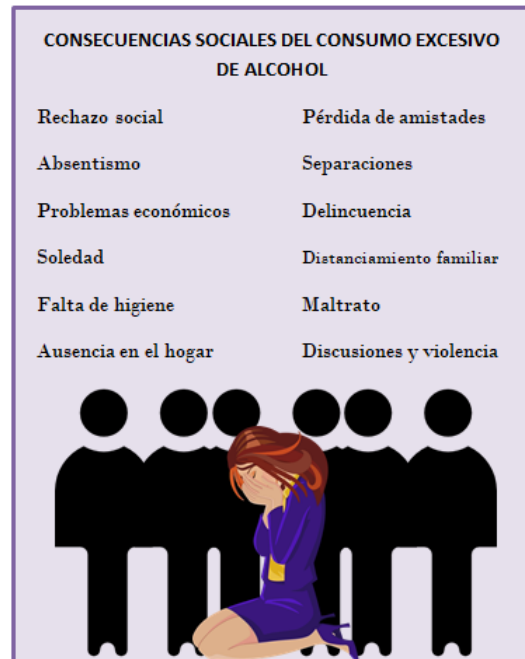 CONSECUENCIAS SOCIALES DEL CONSUMO EXCESIVO
DE ALCOHOL
Rechazo social
Pérdida de amistades
Absentismo
Separaciones
Problemas económicos
Delincuencia
Soledad
Distanciamiento familiar
Falta de higiene
Maltrato
Ausencia en el hogar
Discusiones y violencia